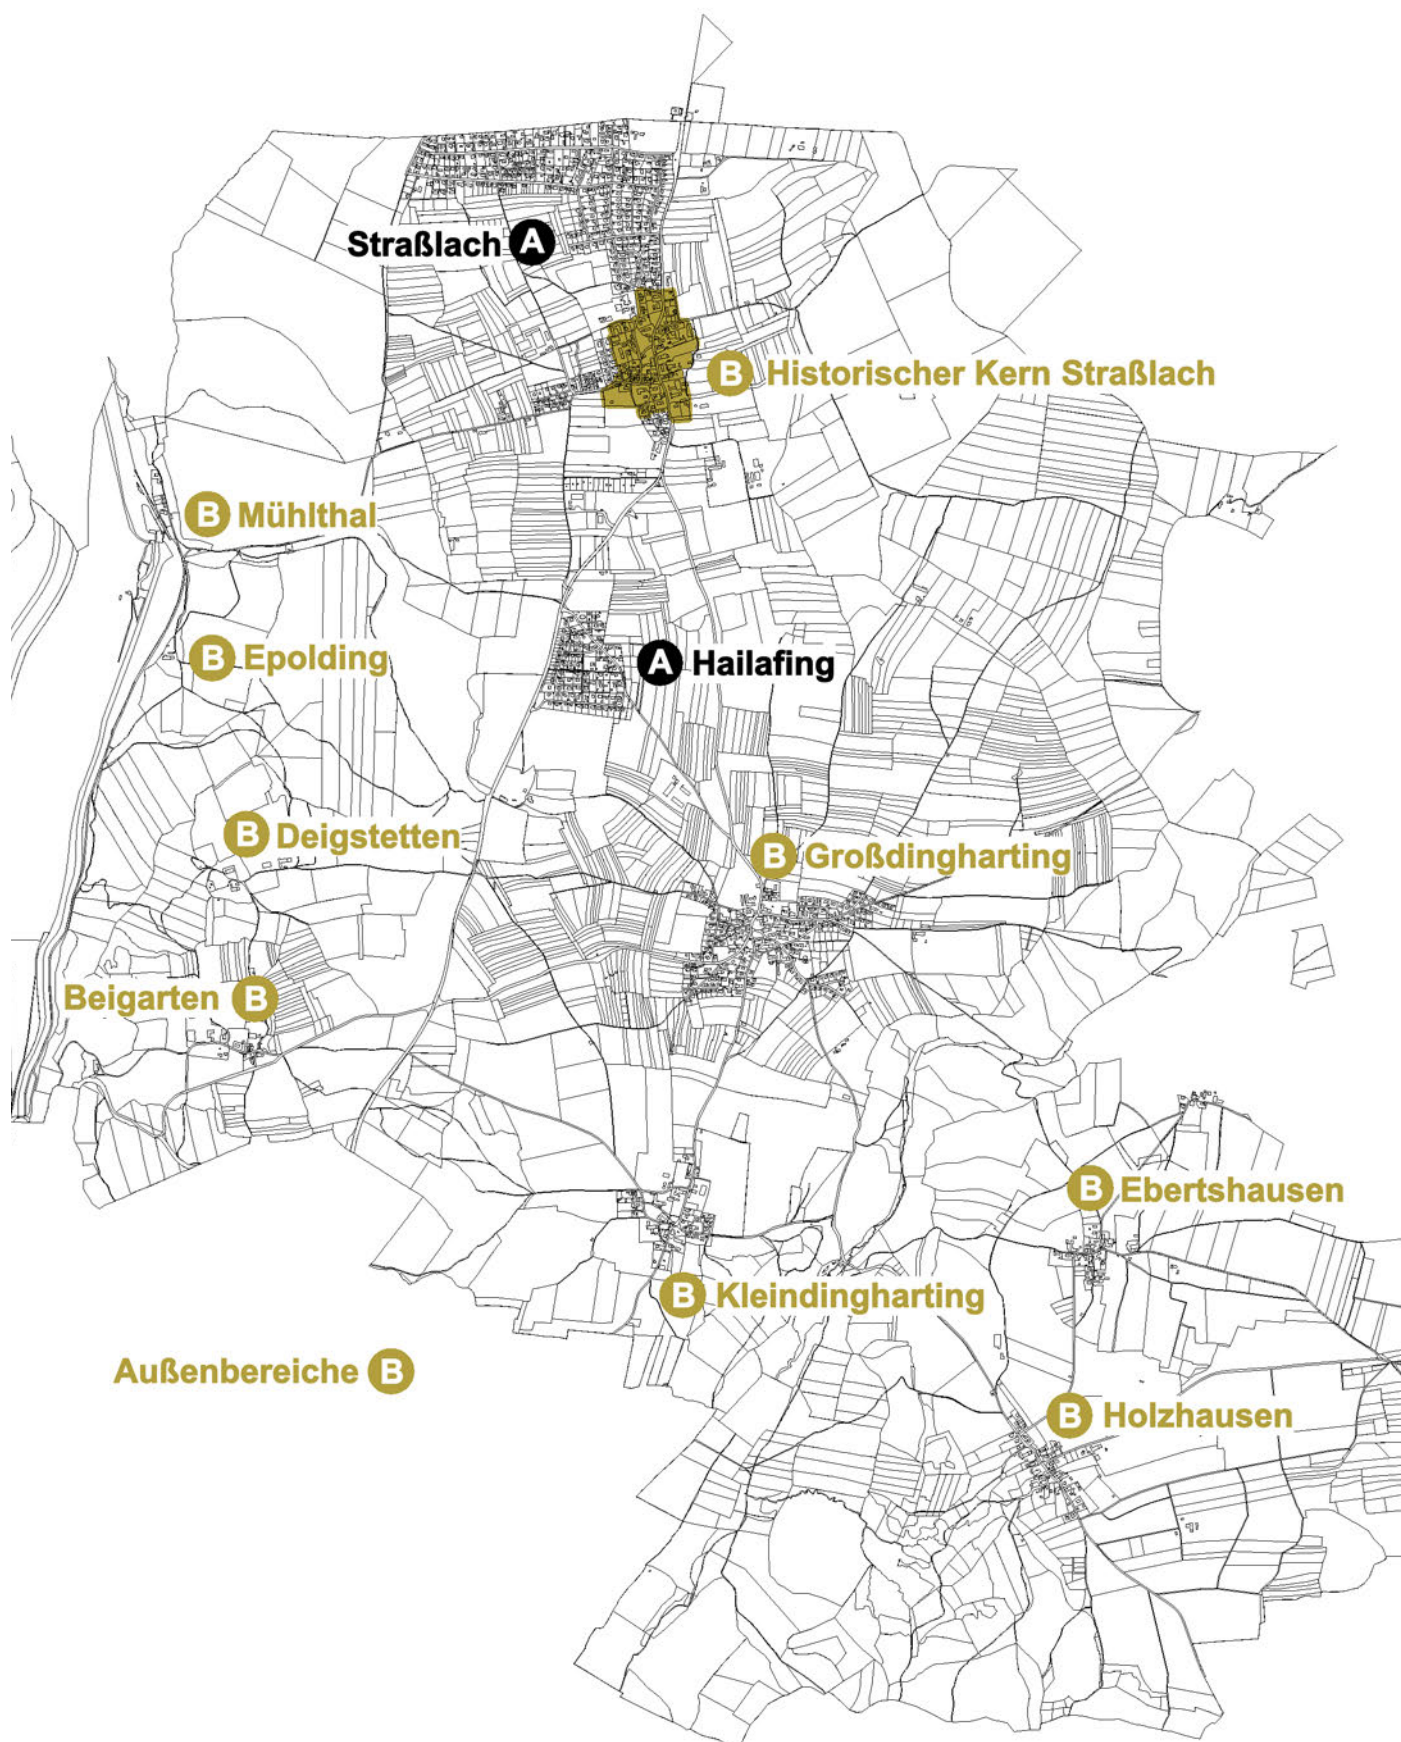 Straßlach A
B Historischer Kern Straßlach
B Mühlthal
B Epolding
A Hailafing
B Deigstetten
B Großdingharting
Beigarten B
B Ebertshausen
B Kleindingharting
Außenbereiche B
B Holzhausen